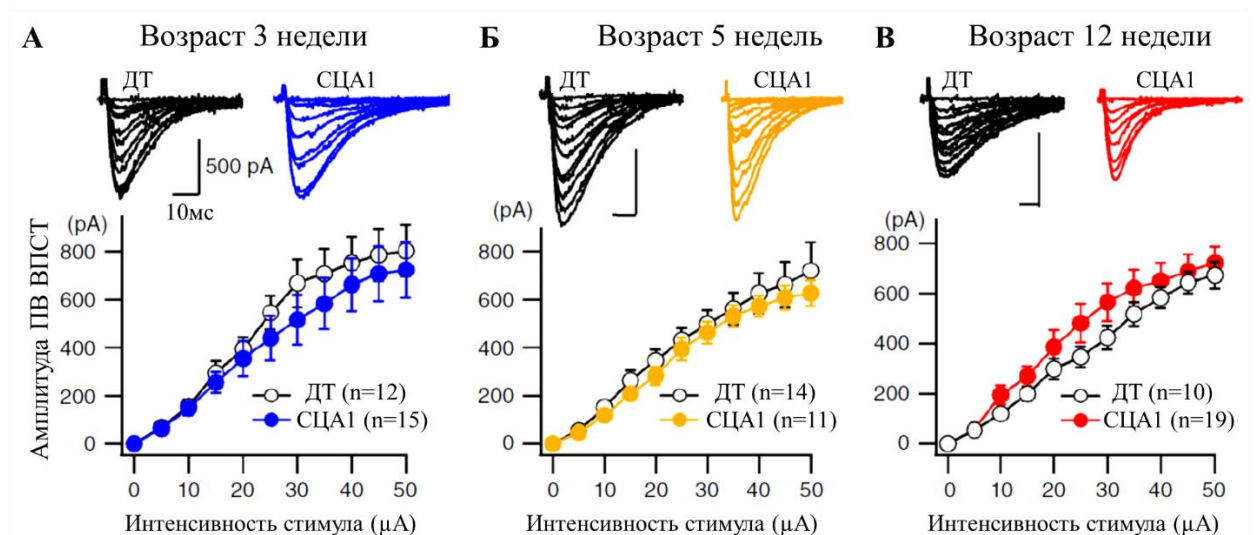 А Возраст 3 недели
ДТ СЦА1
500 pA
10мс
(pA)
800
600
400
200
0
ДТ (n=12)
СЦА1 (n=15)
0 10 20 30 40 50
Интенсивность стимула (µA)
Амплитуда ПВ ВПСТ
Б Возраст 5 недель
ДТ СЦА1
(pA)
800
600
400
200
0
ДТ (n=14)
СЦА1 (n=11)
0 10 20 30 40 50
Интенсивность стимула (µA)
В Возраст 12 недели
ДТ СЦА1
(pA)
800
600
400
200
0
ДТ (n=10)
СЦА1 (n=19)
0 10 20 30 40 50
Интенсивность стимула (µA)